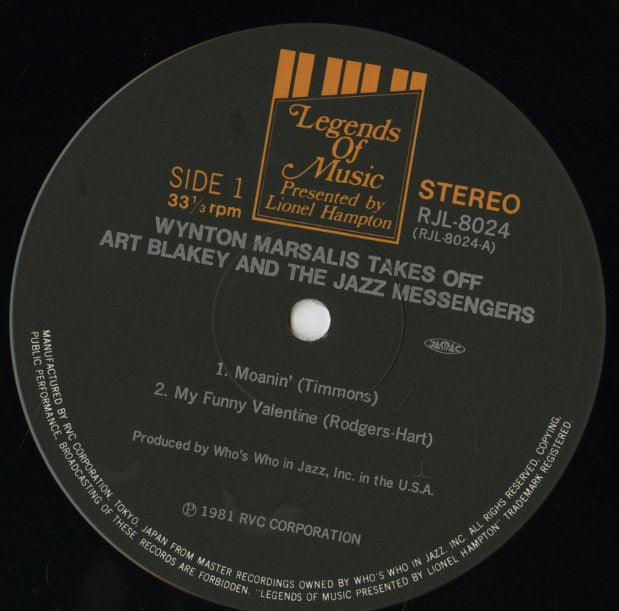 Legends
Of
Music
Presented by
Lionel Hampton
SIDE 1
33 1/3 rpm
STEREO
RJL-8024
(RJL-8024-A)
WYNTON MARSALIS TAKES OFF
ART BLAKEY AND THE JAZZ MESSENGERS
JASRAC
1. Moanin' (Timmons)
2. My Funny Valentine (Rodgers-Hart)
Produced by Who's Who in Jazz, Inc. in the U.S.A.
Ⓟ 1981 RVC CORPORATION
MANUFACTURED BY RVC CORPORATION, TOKYO, JAPAN FROM MASTER RECORDINGS OWNED BY WHO'S WHO IN JAZZ, INC. ALL RIGHS RESERVED. COPYING,
PUBLIC PERFORMANCE, BROADCASTING OF THESE RECORDS ARE FORBIDDEN. "LEGENDS OF MUSIC PRESENTED BY LIONEL HAMPTON" TRADEMARK REGISTERED.